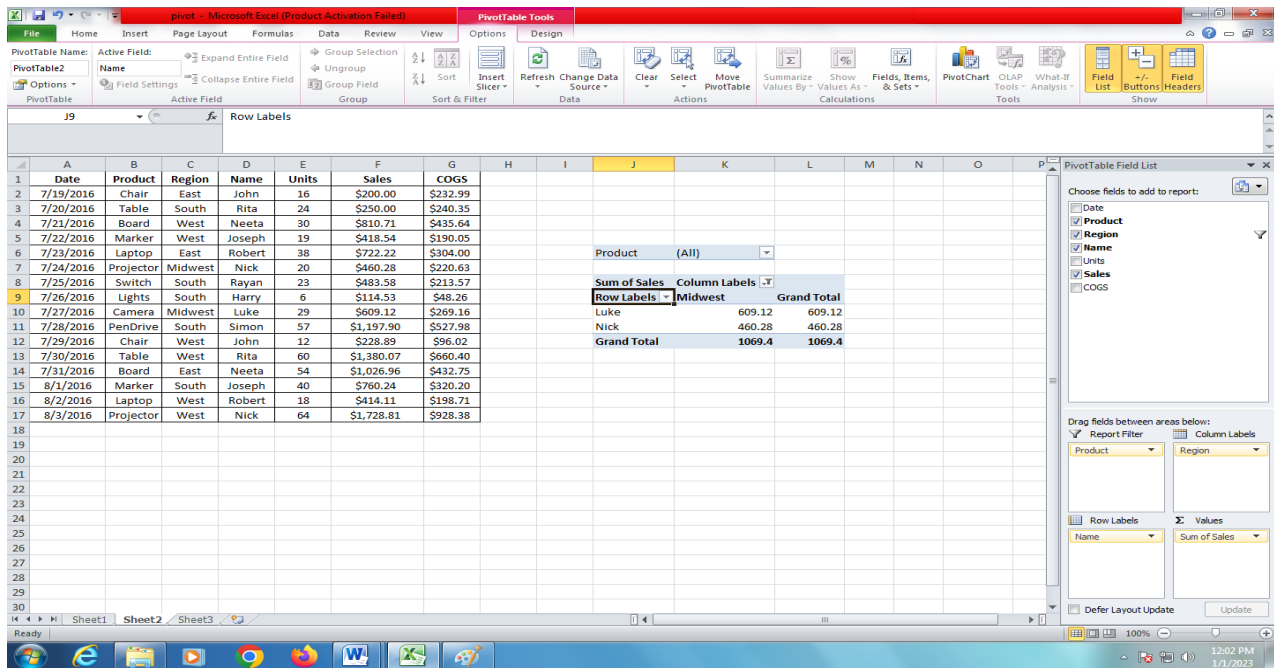 pivot - Microsoft Excel (Product Activation Failed) PivotTable Tools
File Home Insert Page Layout Formulas Data Review View Options Design
PivotTable Name: Active Field:
PivotTable2 Name
Options Field Settings
Expand Entire Field
Collapse Entire Field
Group Selection
Ungroup
Group Field
Sort
Insert Slicer
Refresh
Change Data Source
Clear
Select
Move PivotTable
Summarize Values By
Show Values As
Fields, Items, & Sets
PivotChart
OLAP Tools
What-If Analysis
Field List
+/- Buttons
Field Headers
PivotTable Active Field Group Sort & Filter Data Actions Calculations Tools Show
J9 fx Row Labels
A B C D E F G H I J K L M N O P
1 Date Product Region Name Units Sales COGS
2 7/19/2016 Chair East John 16 $200.00 $232.99
3 7/20/2016 Table South Rita 24 $250.00 $240.35
4 7/21/2016 Board West Neeta 30 $810.71 $435.64
5 7/22/2016 Marker West Joseph 19 $418.54 $190.05
6 7/23/2016 Laptop East Robert 38 $722.22 $304.00 Product (All)
7 7/24/2016 Projector Midwest Nick 20 $460.28 $220.63
8 7/25/2016 Switch South Rayan 23 $483.58 $213.57 Sum of Sales Column Labels
9 7/26/2016 Lights South Harry 6 $114.53 $48.26 Row Labels Midwest Grand Total
10 7/27/2016 Camera Midwest Luke 29 $609.12 $269.16 Luke 609.12 609.12
11 7/28/2016 PenDrive South Simon 57 $1,197.90 $527.98 Nick 460.28 460.28
12 7/29/2016 Chair West John 12 $228.89 $96.02 Grand Total 1069.4 1069.4
13 7/30/2016 Table West Rita 60 $1,380.07 $660.40
14 7/31/2016 Board East Neeta 54 $1,026.96 $432.75
15 8/1/2016 Marker South Joseph 40 $760.24 $320.20
16 8/2/2016 Laptop West Robert 18 $414.11 $198.71
17 8/3/2016 Projector West Nick 64 $1,728.81 $928.38
18
19
20
21
22
23
24
25
26
27
28
29
30
PivotTable Field List
Choose fields to add to report:
Date
Product
Region
Name
Units
Sales
COGS
Drag fields between areas below:
Report Filter Column Labels
Product Region
Row Labels Σ Values
Name Sum of Sales
Defer Layout Update Update
Sheet1 Sheet2 Sheet3
Ready 100%
12:02 PM
1/1/2023